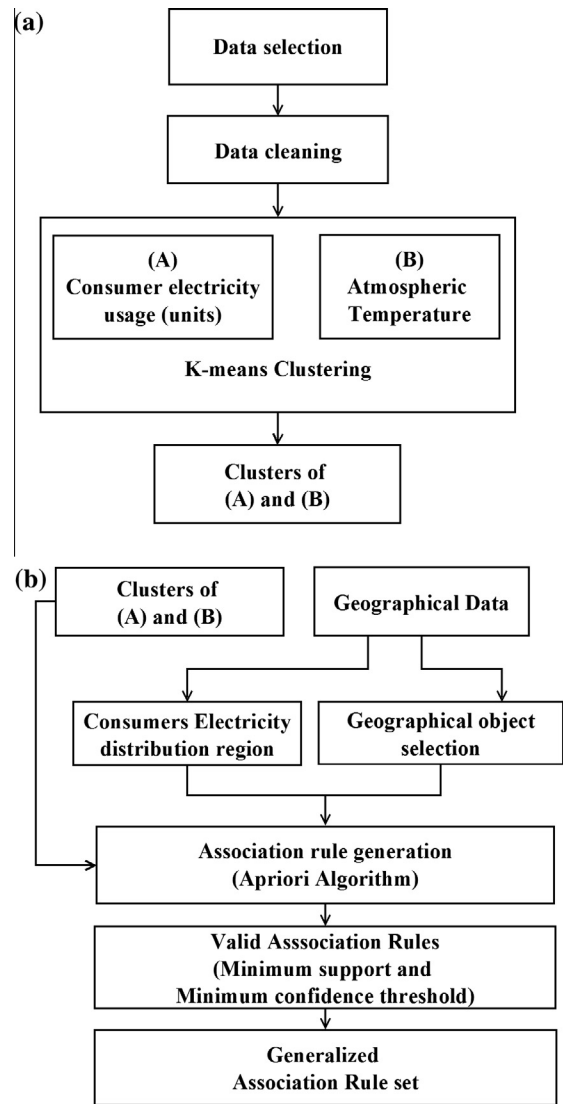 (a)
Data selection
Data cleaning
(A)
Consumer electricity
usage (units)
(B)
Atmospheric
Temperature
K-means Clustering
Clusters of
(A) and (B)
(b)
Clusters of
(A) and (B)
Geographical Data
Consumers Electricity
distribution region
Geographical object
selection
Association rule generation
(Apriori Algorithm)
Valid Asssociation Rules
(Minimum support and
Minimum confidence threshold)
Generalized
Association Rule set